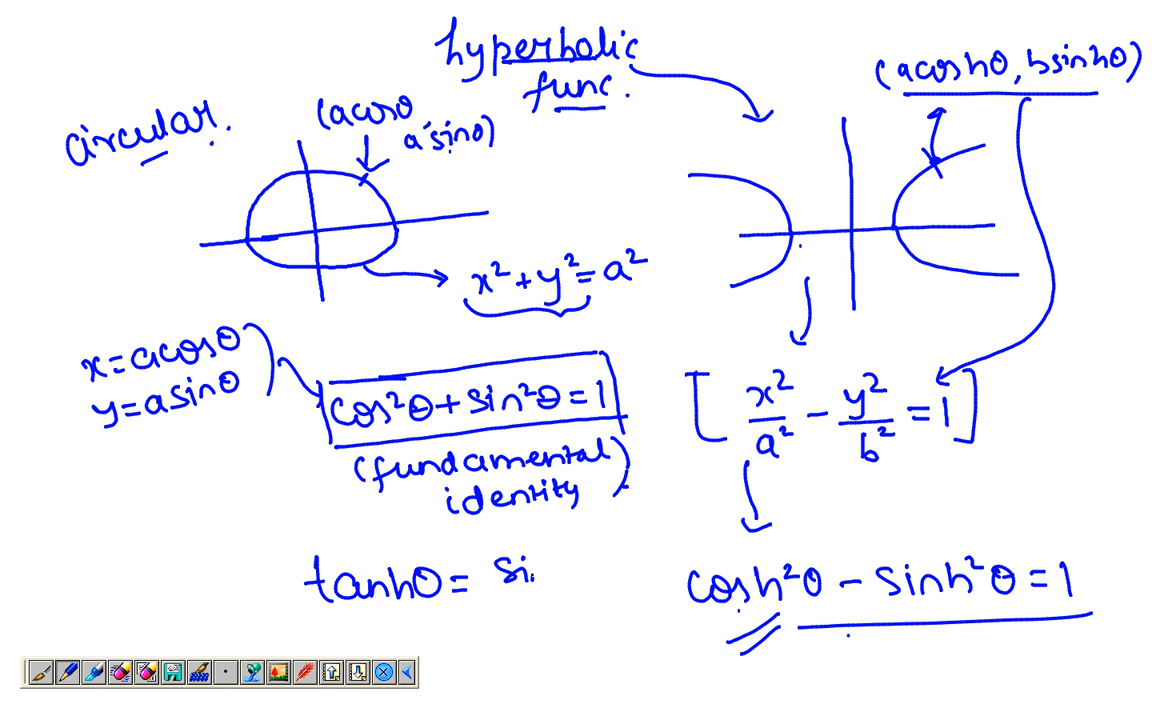 hyperbolic
func.
circular.
(acosθ
a sinθ)
(acoshθ, bsinhθ)
x² + y² = a²
x = acosθ
y = asinθ
cos²θ + sin²θ = 1
(fundamental
identity)
[ x²/a² - y²/b² = 1 ]
tanhθ = si
cosh²θ - sinh²θ = 1